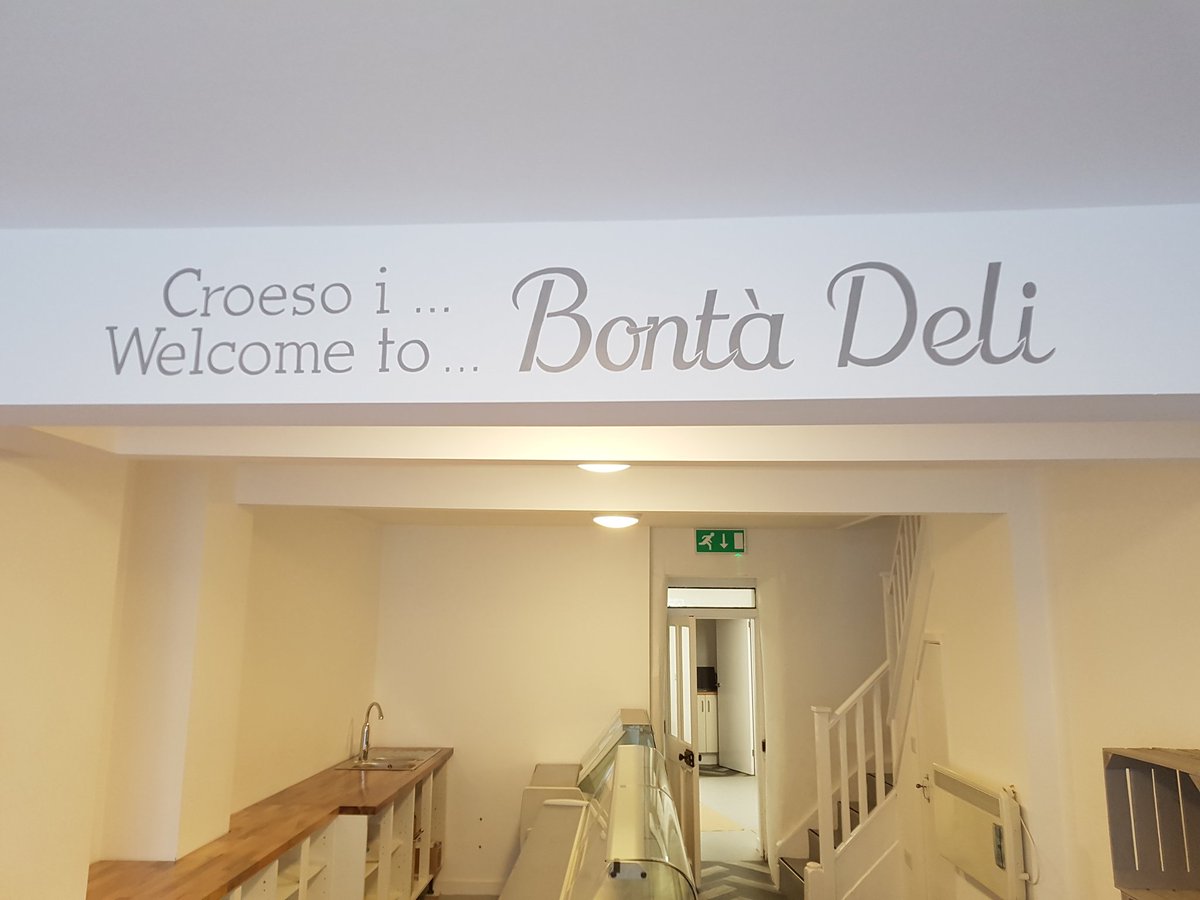 Croeso i ...
Welcome to ...
Bontà Deli